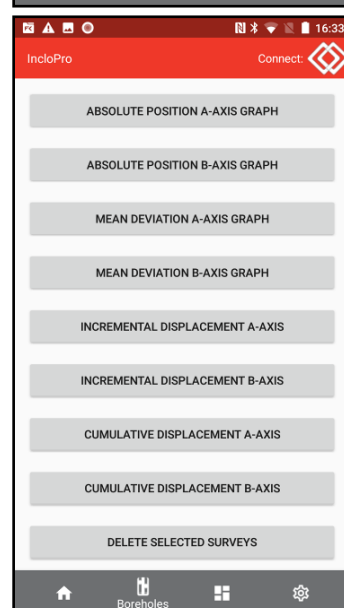 16:33
IncloPro Connect:
ABSOLUTE POSITION A-AXIS GRAPH
ABSOLUTE POSITION B-AXIS GRAPH
MEAN DEVIATION A-AXIS GRAPH
MEAN DEVIATION B-AXIS GRAPH
INCREMENTAL DISPLACEMENT A-AXIS
INCREMENTAL DISPLACEMENT B-AXIS
CUMULATIVE DISPLACEMENT A-AXIS
CUMULATIVE DISPLACEMENT B-AXIS
DELETE SELECTED SURVEYS
Boreholes